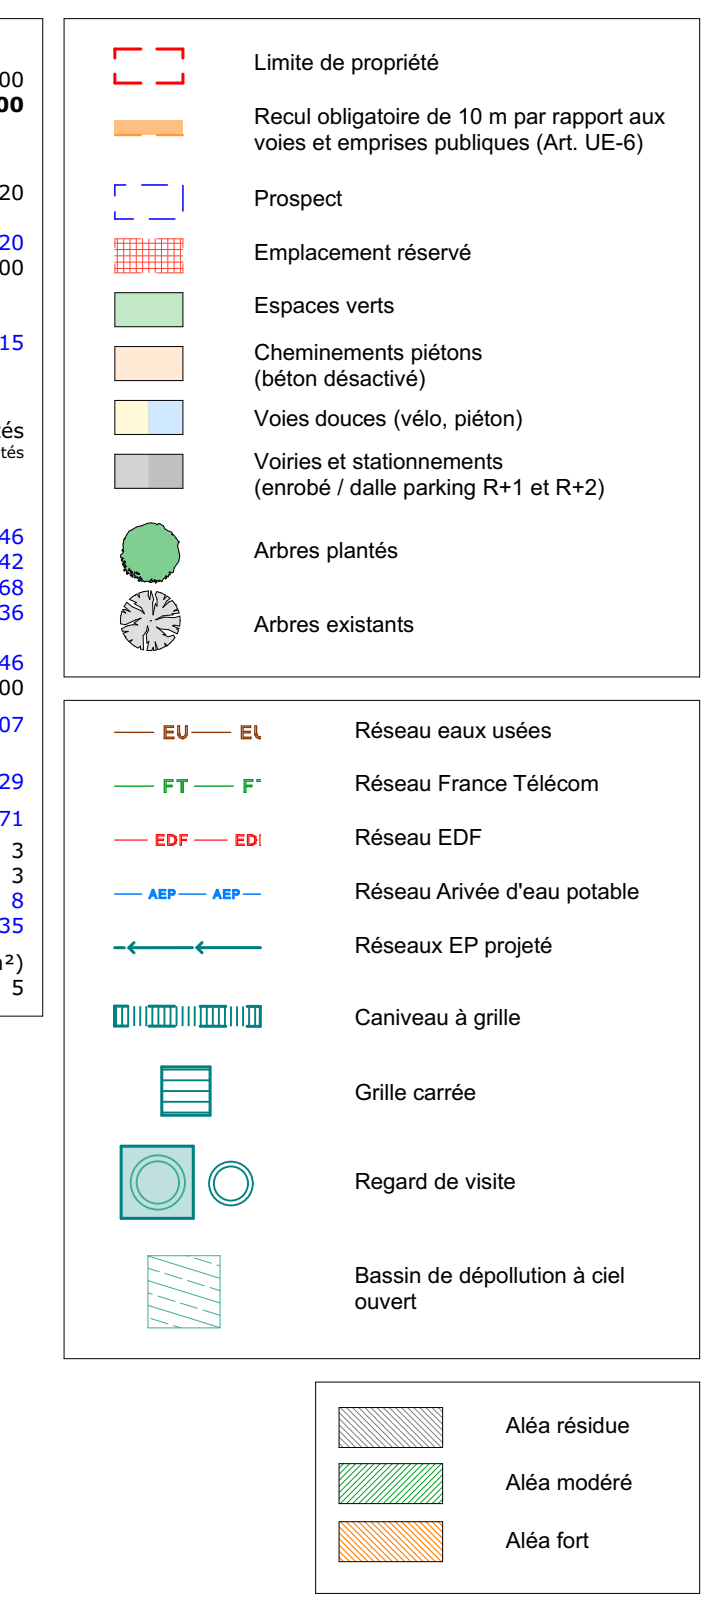 00
00
20
20
00
15
tés
tés
46
42
68
36
46
00
07
29
71
3
3
8
35
²)
5
Limite de propriété
Recul obligatoire de 10 m par rapport aux
voies et emprises publiques (Art. UE-6)
Prospect
Emplacement réservé
Espaces verts
Cheminements piétons
(béton désactivé)
Voies douces (vélo, piéton)
Voiries et stationnements
(enrobé / dalle parking R+1 et R+2)
Arbres plantés
Arbres existants
EU EU Réseau eaux usées
FT F Réseau France Télécom
EDF ED Réseau EDF
AEP AEP Réseau Arivée d'eau potable
Réseaux EP projeté
Caniveau à grille
Grille carrée
Regard de visite
Bassin de dépollution à ciel
ouvert
Aléa résidue
Aléa modéré
Aléa fort